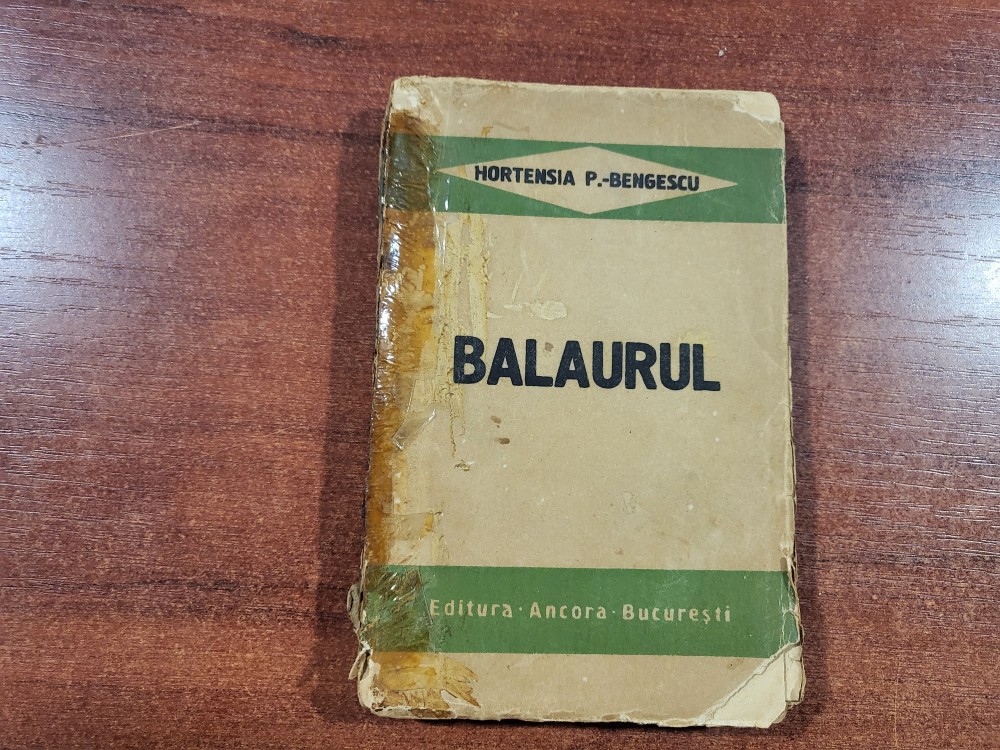 HORTENSIA P.-BENGESCU
BALAURUL
Editura · Ancora · București